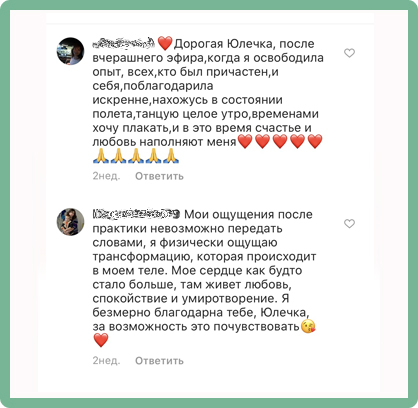 ❤️Дорогая Юлечка, после
вчерашнего эфира,когда я освободила
опыт, всех,кто был причастен,и
себя,поблагодарила
искренне,нахожусь в состоянии
полета,танцую целое утро,временами
хочу плакать,и в это время счастье и
любовь наполняют меня❤️❤️❤️❤️❤️
🙏🙏🙏🙏🙏
2нед. Ответить
Мои ощущения после
практики невозможно передать
словами, я физически ощущаю
трансформацию, которая происходит
в моем теле. Мое сердце как будто
стало больше, там живет любовь,
спокойствие и умиротворение. Я
безмерно благодарна тебе, Юлечка,
за возможность это почувствовать😘
❤️
2нед. Ответить